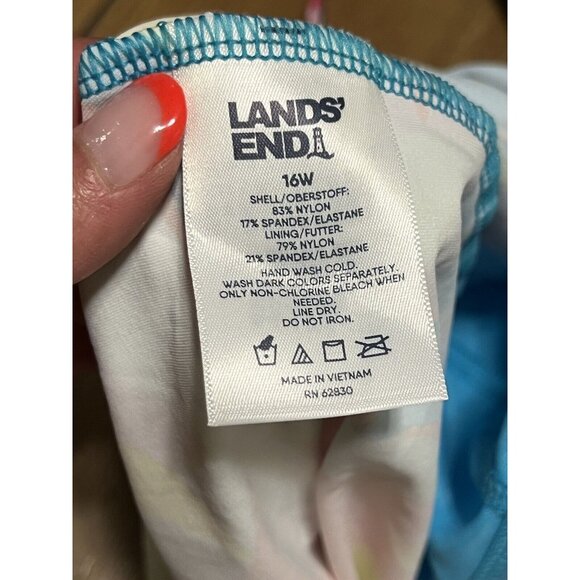 LANDS'
END
16W
SHELL/OBERSTOFF:
83% NYLON
17% SPANDEX/ELASTANE
LINING/FUTTER:
79% NYLON
21% SPANDEX/ELASTANE
HAND WASH COLD.
WASH DARK COLORS SEPARATELY.
ONLY NON-CHLORINE BLEACH WHEN
NEEDED.
LINE DRY.
DO NOT IRON.
MADE IN VIETNAM
RN 62830